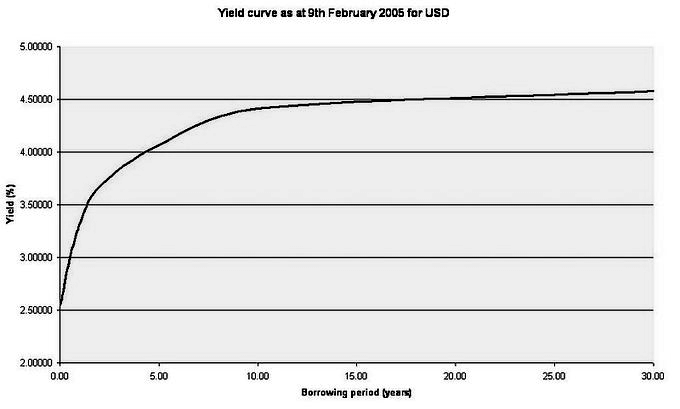 Yield curve as at 9th February 2005 for USD
5.00000
4.50000
4.00000
3.50000
3.00000
2.50000
2.00000
Yield (%)
0.00 5.00 10.00 15.00 20.00 25.00 30.00
Borrowing period (years)